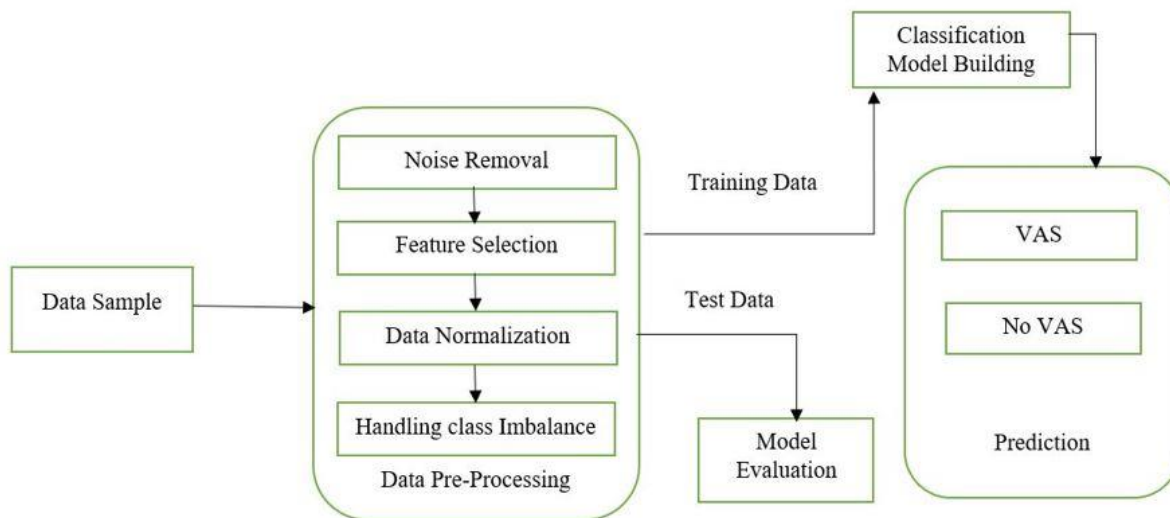 Data Sample
Noise Removal
Feature Selection
Data Normalization
Handling class Imbalance
Data Pre-Processing
Training Data
Test Data
Classification
Model Building
Model
Evaluation
VAS
No VAS
Prediction